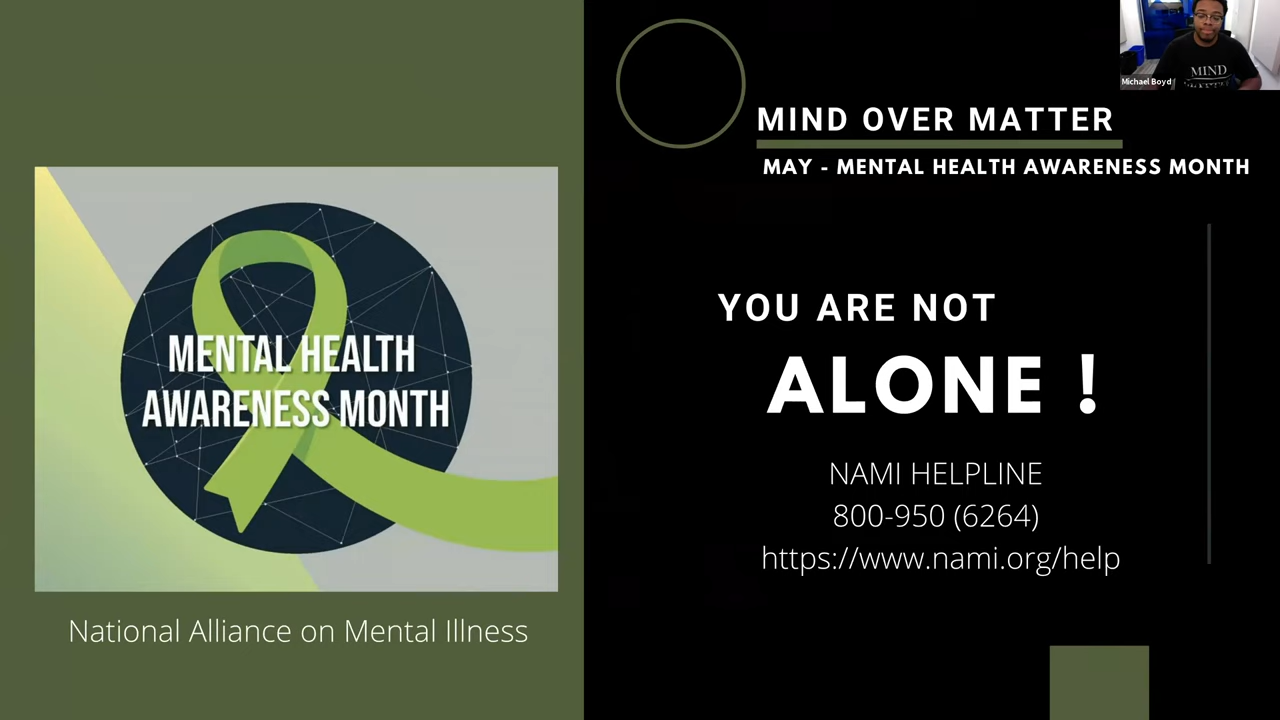 MENTAL HEALTH
AWARENESS MONTH
National Alliance on Mental Illness
MIND OVER MATTER
MAY - MENTAL HEALTH AWARENESS MONTH
YOU ARE NOT
ALONE !
NAMI HELPLINE
800-950 (6264)
https://www.nami.org/help
Michael Boyd
MIND